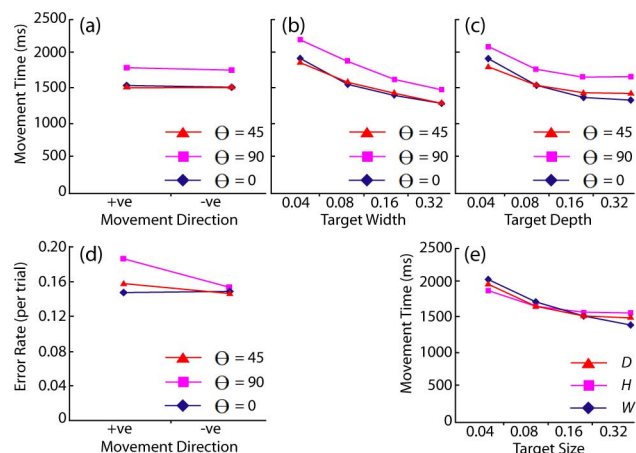 (a)
Movement Time (ms)
2500
2000
1500
1000
500
0
Ɵ = 45
Ɵ = 90
Ɵ = 0
+ve
-ve
Movement Direction
(b)
Ɵ = 45
Ɵ = 90
Ɵ = 0
0.04 0.08 0.16 0.32
Target Width
(c)
Ɵ = 45
Ɵ = 90
Ɵ = 0
0.04 0.08 0.16 0.32
Target Depth
(d)
Error Rate (per trial)
0.20
0.16
0.12
0.08
0.04
0
Ɵ = 45
Ɵ = 90
Ɵ = 0
+ve
-ve
Movement Direction
(e)
Movement Time (ms)
2500
2000
1500
1000
500
0
D
H
W
0.04 0.08 0.16 0.32
Target Size